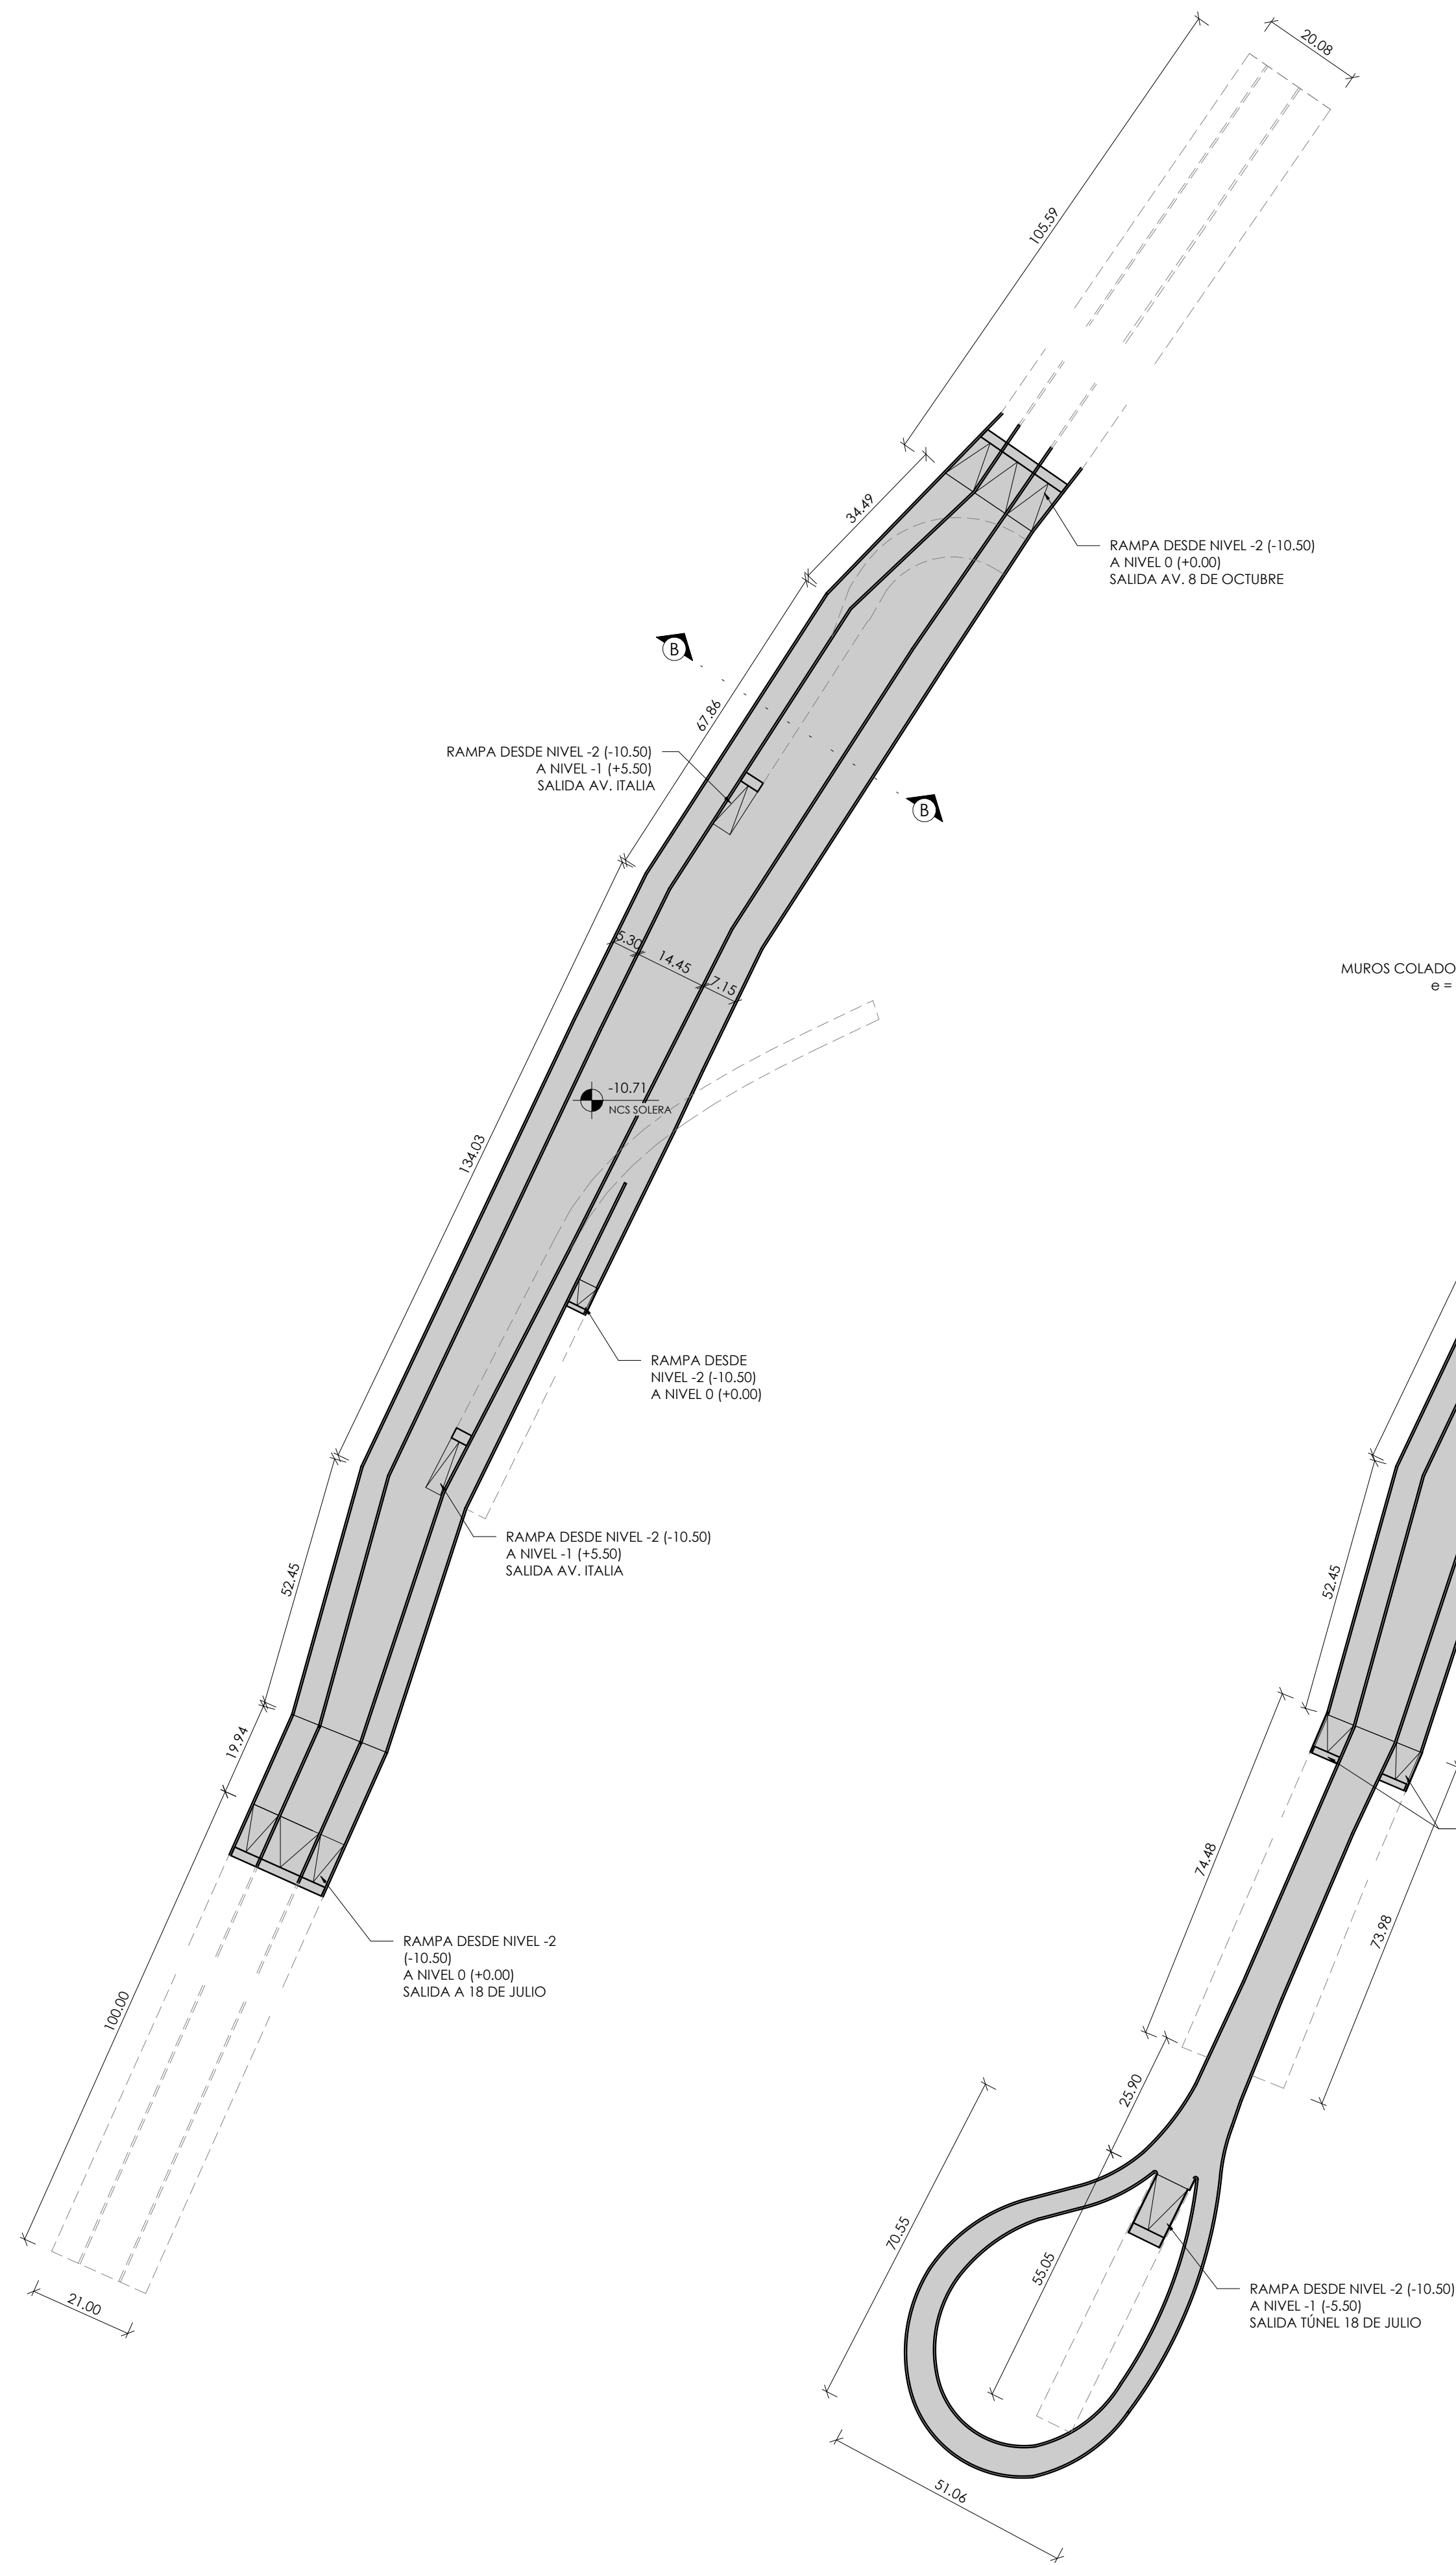 20.08
105.59
34.49
RAMPA DESDE NIVEL -2 (-10.50)
A NIVEL 0 (+0.00)
SALIDA AV. 8 DE OCTUBRE
B
67.86
RAMPA DESDE NIVEL -2 (-10.50)
A NIVEL -1 (+5.50)
SALIDA AV. ITALIA
B
5.30
14.45
7.15
MUROS COLADO
e =
-10.71
NCS SOLERA
134.03
RAMPA DESDE
NIVEL -2 (-10.50)
A NIVEL 0 (+0.00)
RAMPA DESDE NIVEL -2 (-10.50)
A NIVEL -1 (+5.50)
SALIDA AV. ITALIA
52.45
52.45
19.94
74.48
73.98
RAMPA DESDE NIVEL -2
(-10.50)
A NIVEL 0 (+0.00)
SALIDA A 18 DE JULIO
100.00
25.90
70.55
55.05
RAMPA DESDE NIVEL -2 (-10.50)
A NIVEL -1 (-5.50)
SALIDA TÚNEL 18 DE JULIO
21.00
51.06